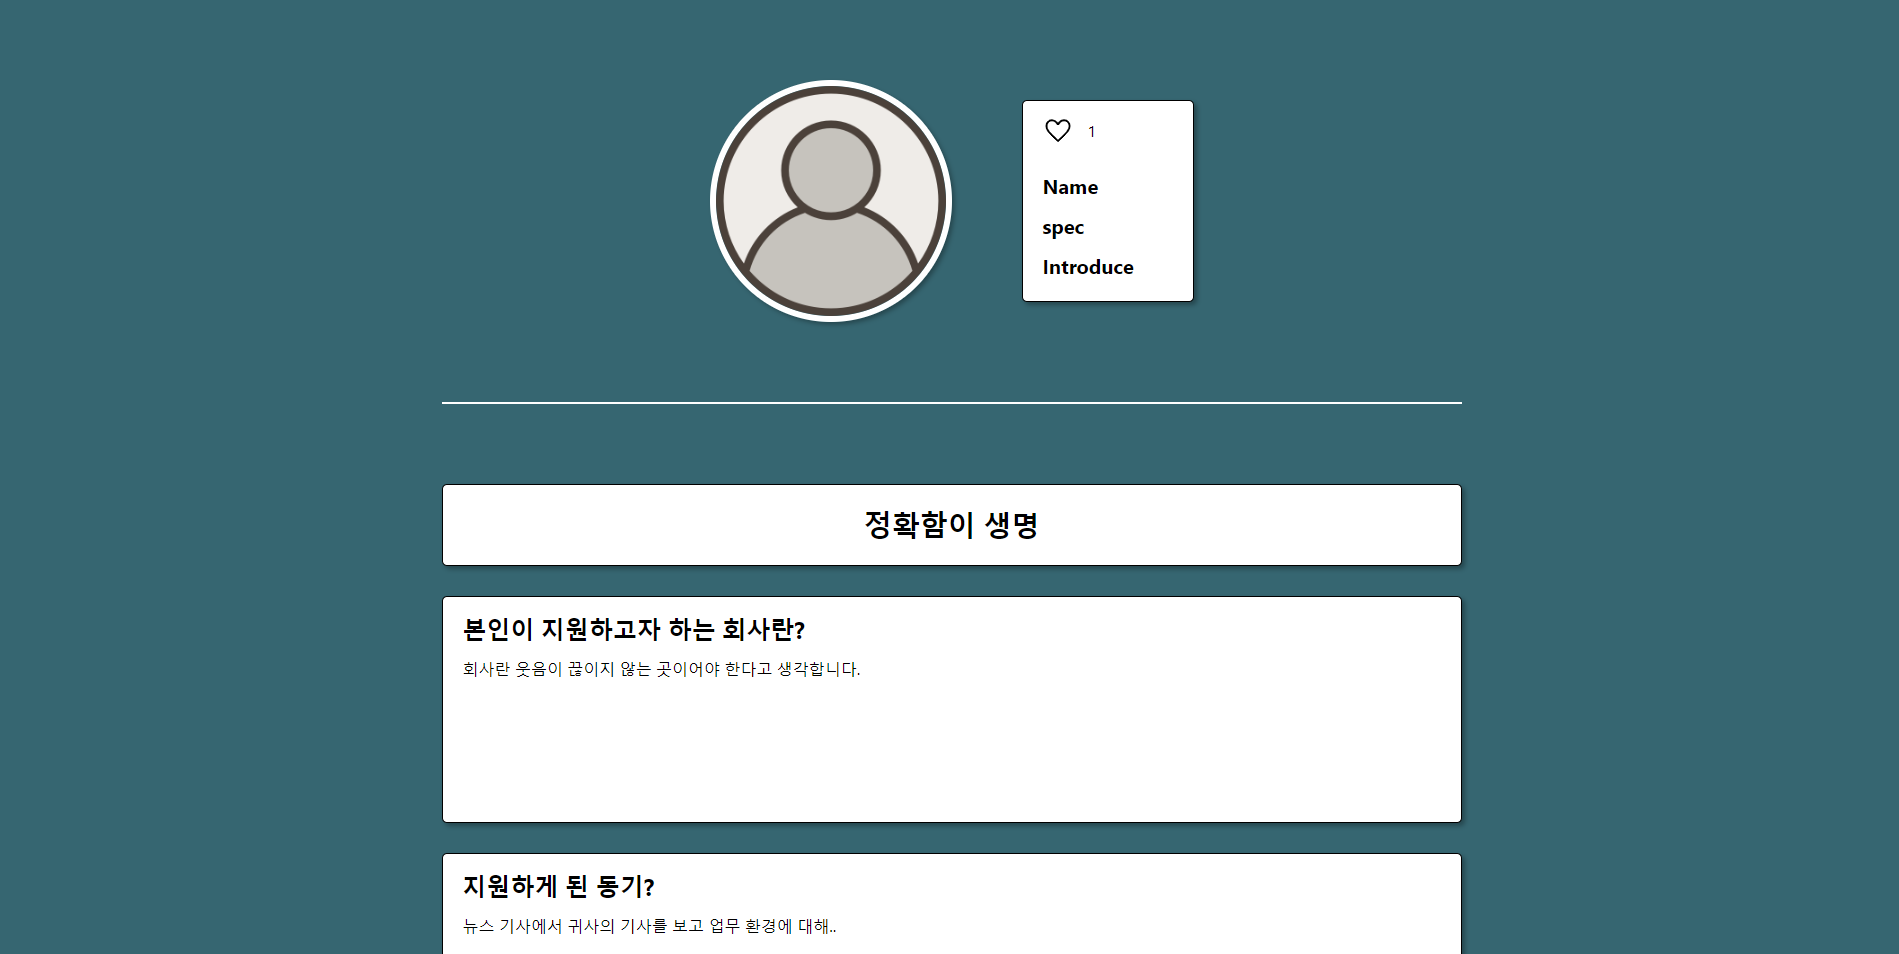 1
Name
spec
Introduce
정확함이 생명
본인이 지원하고자 하는 회사란?
회사란 웃음이 끊이지 않는 곳이어야 한다고 생각합니다.
지원하게 된 동기?
뉴스 기사에서 귀사의 기사를 보고 업무 환경에 대해..